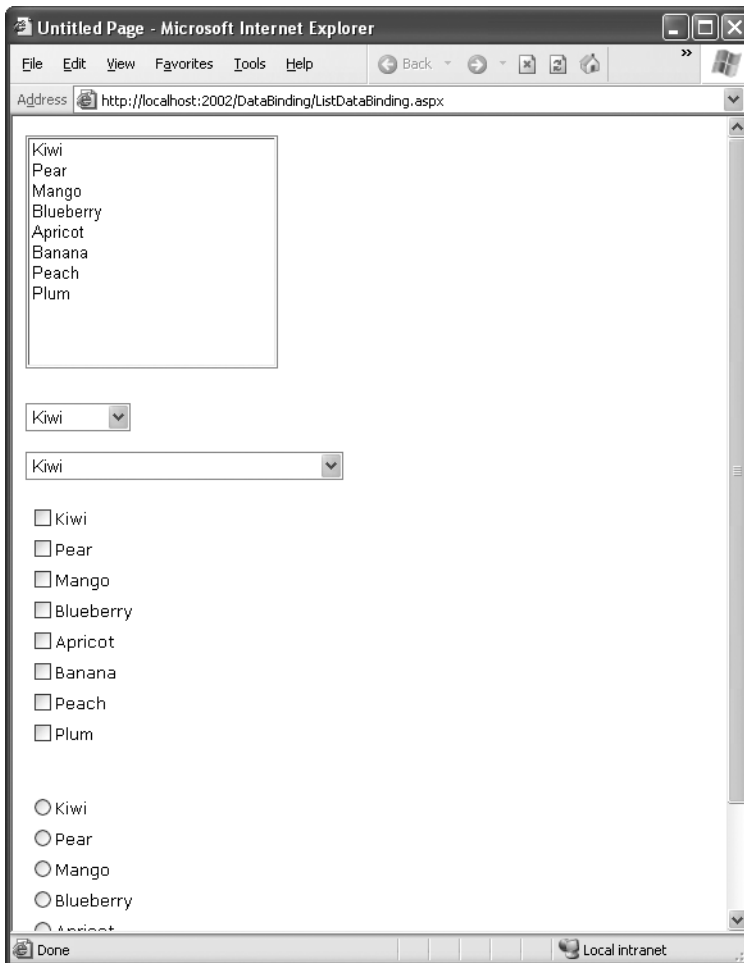 Untitled Page - Microsoft Internet Explorer
File Edit View Favorites Tools Help Back »
Address http://localhost:2002/DataBinding/ListDataBinding.aspx
Kiwi
Pear
Mango
Blueberry
Apricot
Banana
Peach
Plum
Kiwi
Kiwi
Kiwi
Pear
Mango
Blueberry
Apricot
Banana
Peach
Plum
Kiwi
Pear
Mango
Blueberry
Apricot
Done Local intranet